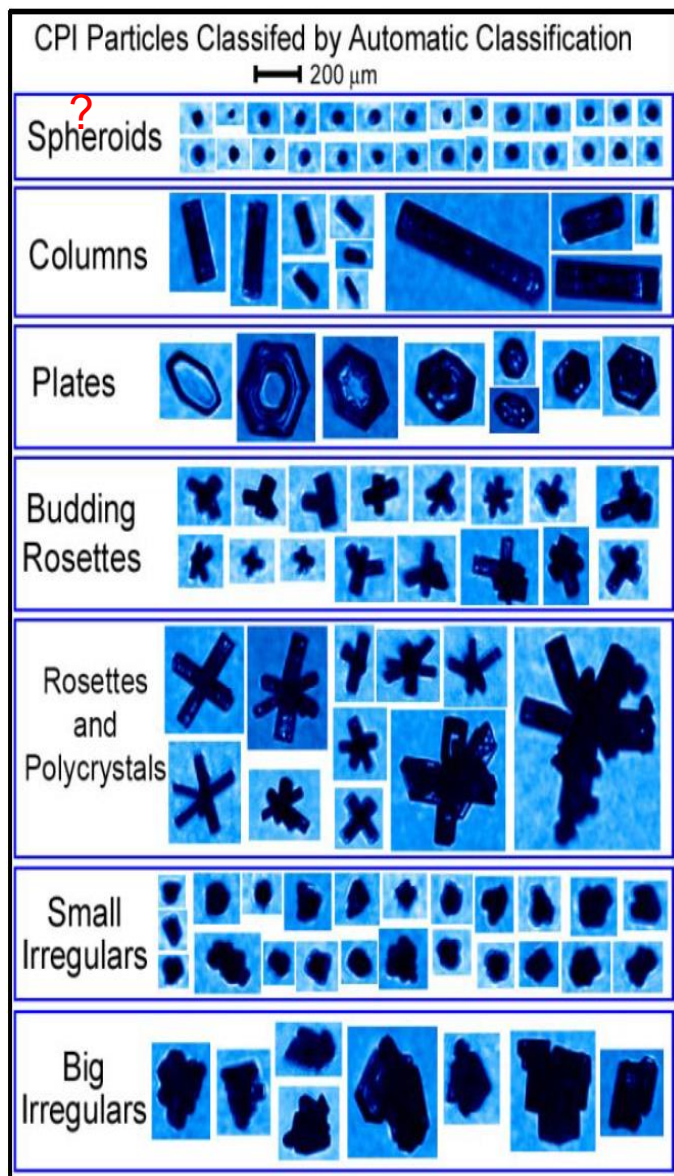 CPI Particles Classifed by Automatic Classification
200 μm
?
Spheroids
Columns
Plates
Budding
Rosettes
Rosettes
and
Polycrystals
Small
Irregulars
Big
Irregulars